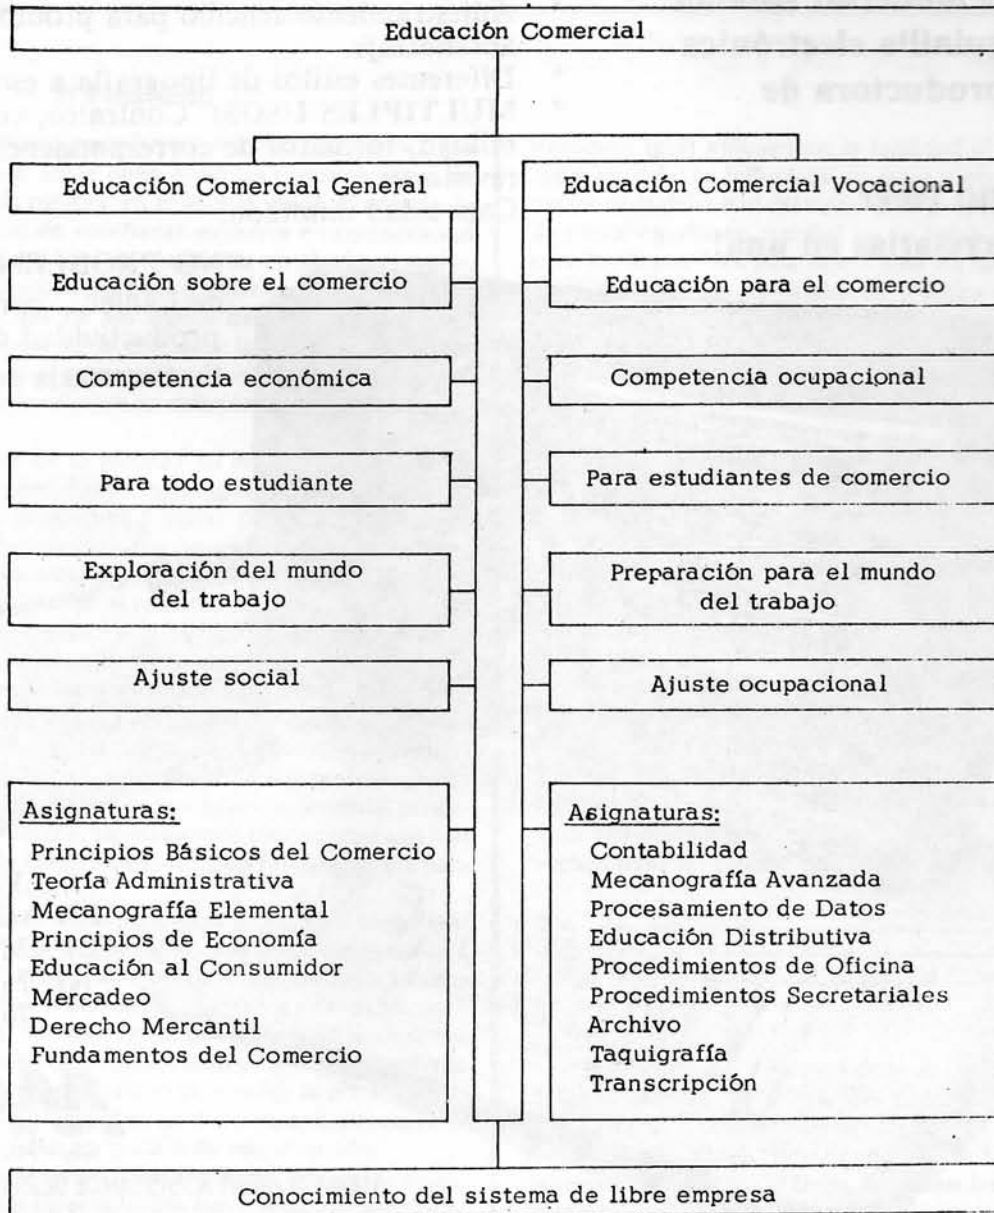 Educación Comercial
Educación Comercial General
Educación sobre el comercio
Competencia económica
Para todo estudiante
Exploración del mundo
del trabajo
Ajuste social
Asignaturas:
Principios Básicos del Comercio
Teoría Administrativa
Mecanografía Elemental
Principios de Economía
Educación al Consumidor
Mercadeo
Derecho Mercantil
Fundamentos del Comercio
Educación Comercial Vocacional
Educación para el comercio
Competencia ocupacional
Para estudiantes de comercio
Preparación para el mundo
del trabajo
Ajuste ocupacional
Asignaturas:
Contabilidad
Mecanografía Avanzada
Procesamiento de Datos
Educación Distributiva
Procedimientos de Oficina
Procedimientos Secretariales
Archivo
Taquigrafía
Transcripción
Conocimiento del sistema de libre empresa